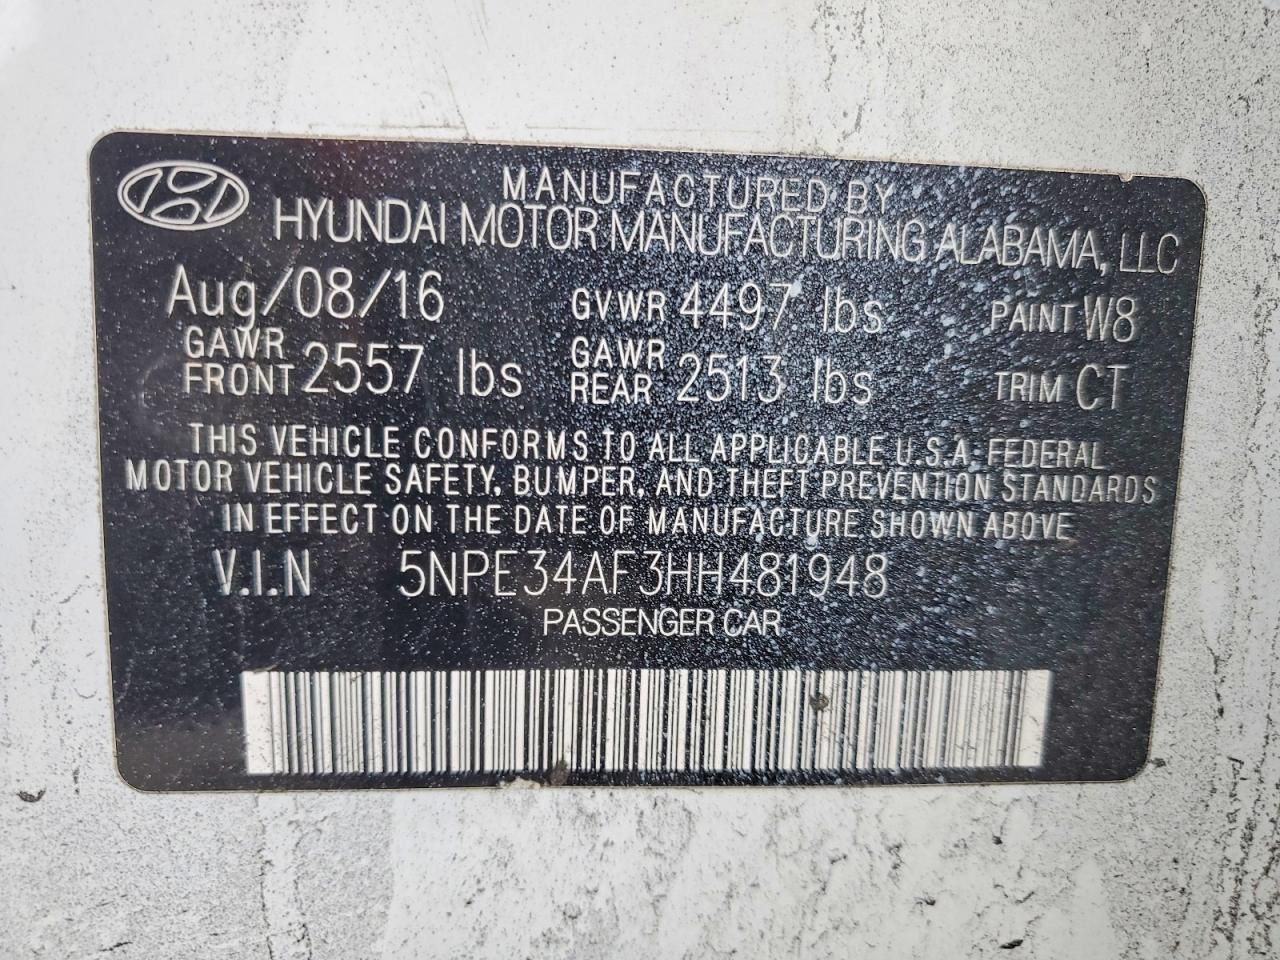 MANUFACTURED BY
HYUNDAI MOTOR MANUFACTURING ALABAMA, LLC
Aug/08/16 GVWR 4497 lbs PAINT W8
GAWR FRONT 2557 lbs GAWR REAR 2513 lbs TRIM CT
THIS VEHICLE CONFORMS TO ALL APPLICABLE U.S.A. FEDERAL
MOTOR VEHICLE SAFETY, BUMPER, AND THEFT PREVENTION STANDARDS
IN EFFECT ON THE DATE OF MANUFACTURE SHOWN ABOVE
V.I.N 5NPE34AF3HH481948
PASSENGER CAR